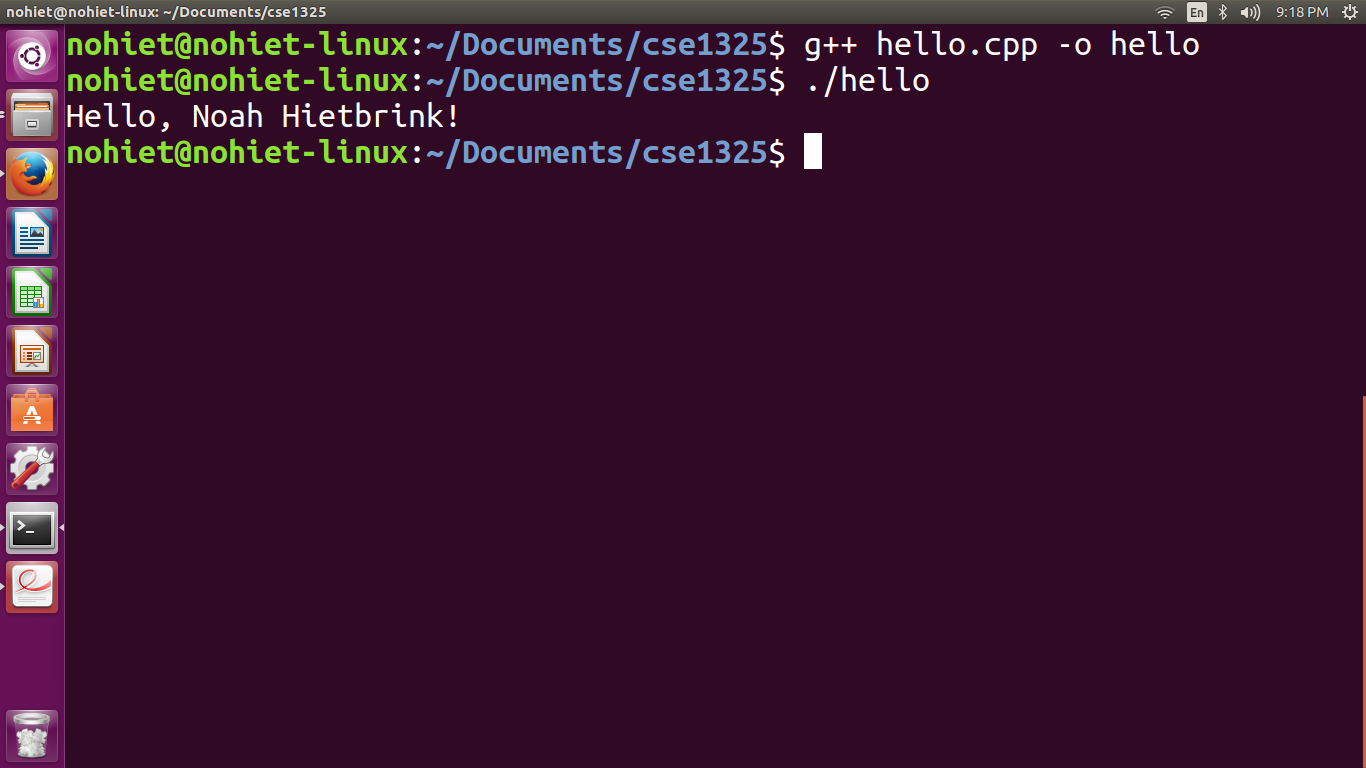 nohiet@nohiet-linux: ~/Documents/cse1325
En
9:18 PM
nohiet@nohiet-linux:~/Documents/cse1325$ g++ hello.cpp -o hello
nohiet@nohiet-linux:~/Documents/cse1325$ ./hello
Hello, Noah Hietbrink!
nohiet@nohiet-linux:~/Documents/cse1325$